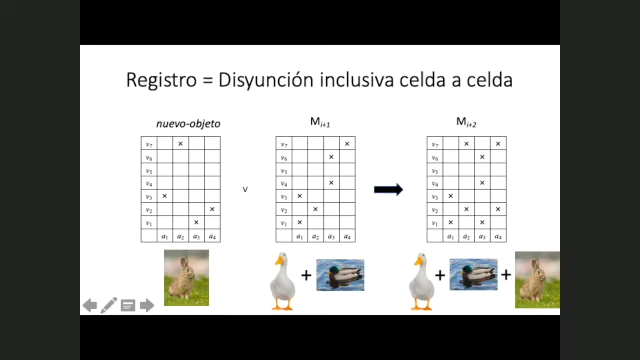 Registro = Disyunción inclusiva celda a celda
nuevo-objeto
v₇ ×
v₆
v₅
v₄
v₃ ×
v₂ ×
v₁ ×
a₁ a₂ a₃ a₄
v
Mᵢ₊₁
v₇ ×
v₆ ×
v₅
v₄ ×
v₃ ×
v₂ ×
v₁ ×
a₁ a₂ a₃ a₄
+
Mᵢ₊₂
v₇ × ×
v₆ ×
v₅
v₄ ×
v₃ ×
v₂ × ×
v₁ × ×
a₁ a₂ a₃ a₄
+ +